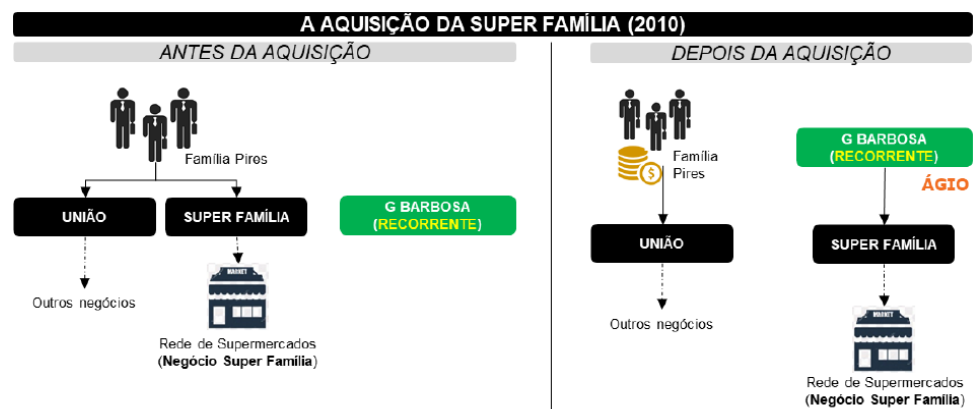 A AQUISIÇÃO DA SUPER FAMÍLIA (2010)
ANTES DA AQUISIÇÃO
Família Pires
UNIÃO
SUPER FAMÍLIA
G BARBOSA
(RECORRENTE)
Outros negócios
MARKET
Rede de Supermercados
(Negócio Super Família)
DEPOIS DA AQUISIÇÃO
$
Família
Pires
G BARBOSA
(RECORRENTE)
ÁGIO
UNIÃO
SUPER FAMÍLIA
Outros negócios
MARKET
Rede de Supermercados
(Negócio Super Família)